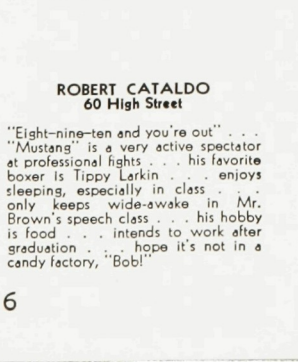 ROBERT CATALDO
60 High Street
"Eight-nine-ten and you're out" . . .
"Mustang" is a very active spectator
at professional fights . . . his favorite
boxer is Tippy Larkin . . . enjoys
sleeping, especially in class . . .
only keeps wide-awake in Mr.
Brown's speech class . . . his hobby
is food . . . intends to work after
graduation . . . hope it's not in a
candy factory, "Bob!"
6